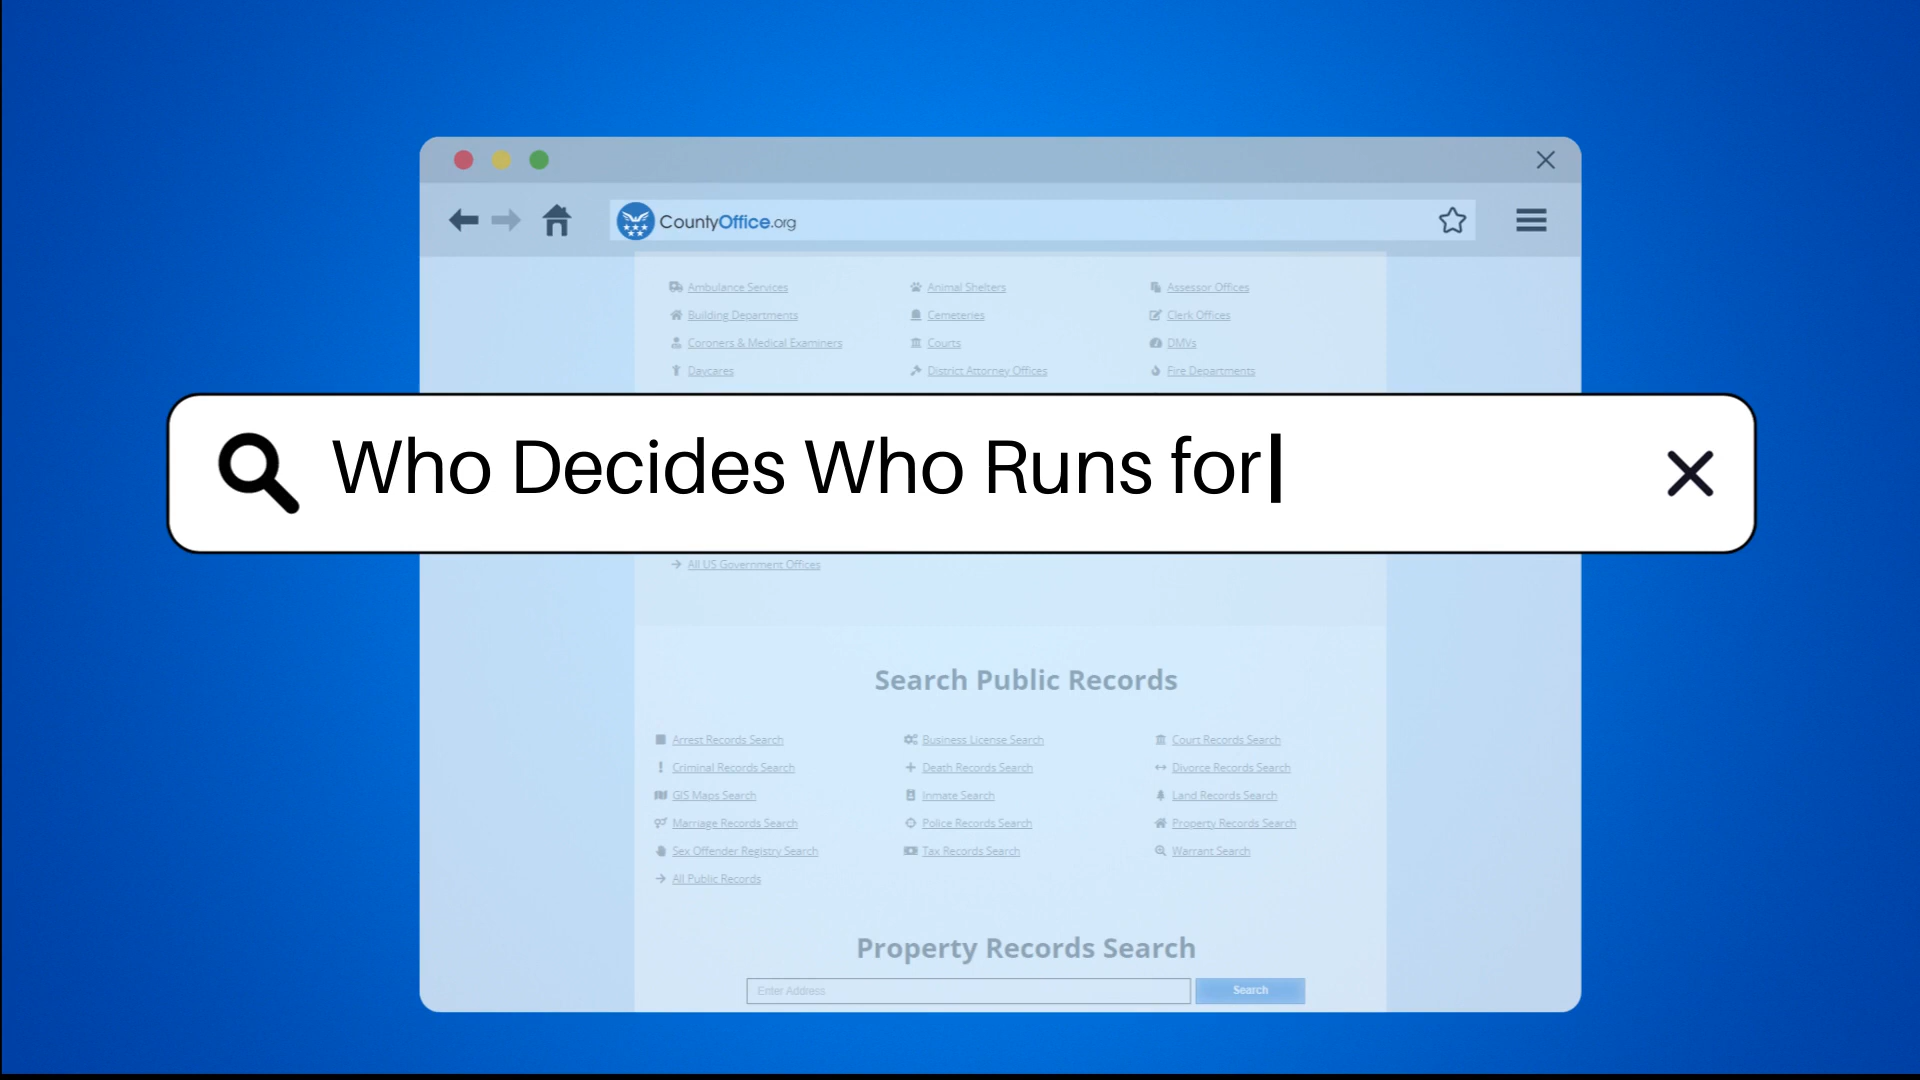 CountyOffice.org
Ambulance Services Animal Shelters Assessor Offices
Building Departments Cemeteries Clerk Offices
Coroners & Medical Examiners Courts DMVs
Daycares District Attorney Offices Fire Departments
Who Decides Who Runs for
All US Government Offices
Search Public Records
Arrest Records Search Business License Search Court Records Search
Criminal Records Search Death Records Search Divorce Records Search
GIS Maps Search Inmate Search Land Records Search
Marriage Records Search Police Records Search Property Records Search
Sex Offender Registry Search Tax Records Search Warrant Search
All Public Records
Property Records Search
Enter Address Search